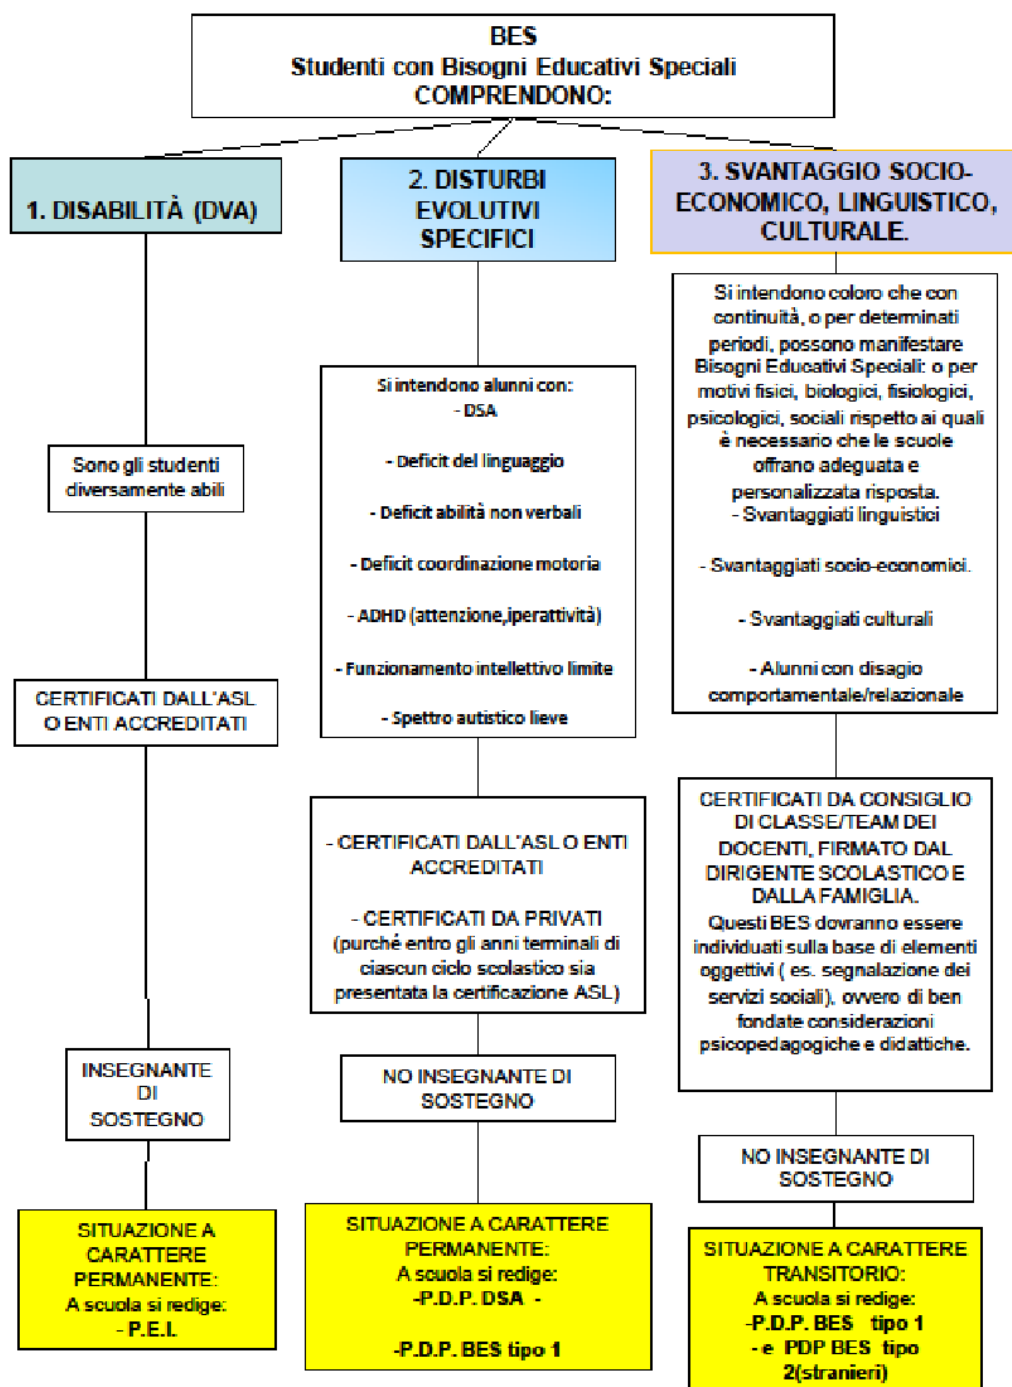 BES
Studenti con Bisogni Educativi Speciali
COMPRENDONO:
1. DISABILITÀ (DVA)
Sono gli studenti
diversamente abili
CERTIFICATI DALL'ASL
O ENTI ACCREDITATI
INSEGNANTE
DI
SOSTEGNO
SITUAZIONE A
CARATTERE
PERMANENTE:
A scuola si redige:
- P.E.I.
2. DISTURBI
EVOLUTIVI
SPECIFICI
Si intendono alunni con:
- DSA
- Deficit del linguaggio
- Deficit abilità non verbali
- Deficit coordinazione motoria
- ADHD (attenzione,iperattività)
- Funzionamento intellettivo limite
- Spettro autistico lieve
- CERTIFICATI DALL'ASL O ENTI
ACCREDITATI
- CERTIFICATI DA PRIVATI
(purché entro gli anni terminali di
ciascun ciclo scolastico sia
presentata la certificazione ASL)
NO INSEGNANTE DI
SOSTEGNO
SITUAZIONE A CARATTERE
PERMANENTE:
A scuola si redige:
-P.D.P. DSA -
-P.D.P. BES tipo 1
3. SVANTAGGIO SOCIO-
ECONOMICO, LINGUISTICO,
CULTURALE.
Si intendono coloro che con
continuità, o per determinati
periodi, possono manifestare
Bisogni Educativi Speciali: o per
motivi fisici, biologici, fisiologici,
psicologici, sociali rispetto ai quali
è necessario che le scuole
offrano adeguata e
personalizzata risposta.
- Svantaggiati linguistici
- Svantaggiati socio-economici.
- Svantaggiati culturali
- Alunni con disagio
comportamentale/relazionale
CERTIFICATI DA CONSIGLIO
DI CLASSE/TEAM DEI
DOCENTI, FIRMATO DAL
DIRIGENTE SCOLASTICO E
DALLA FAMIGLIA.
Questi BES dovranno essere
individuati sulla base di elementi
oggettivi ( es. segnalazione dei
servizi sociali), ovvero di ben
fondate considerazioni
psicopedagogiche e didattiche.
NO INSEGNANTE DI
SOSTEGNO
SITUAZIONE A CARATTERE
TRANSITORIO:
A scuola si redige:
-P.D.P. BES tipo 1
- e PDP BES tipo
2(stranieri)